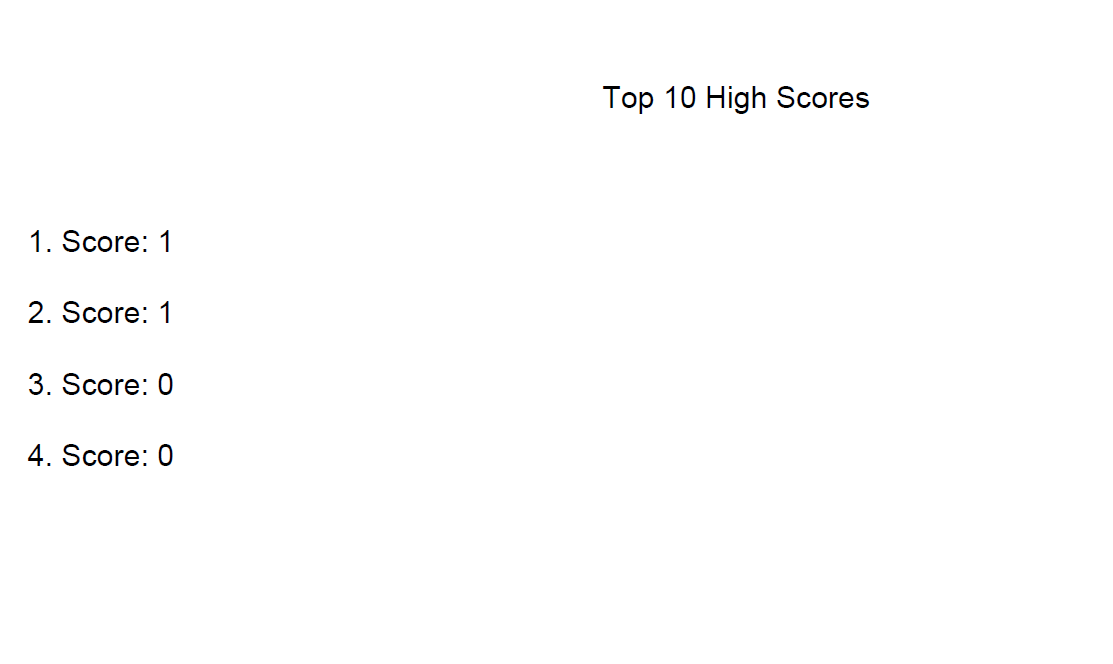 Top 10 High Scores
1. Score: 1
2. Score: 1
3. Score: 0
4. Score: 0